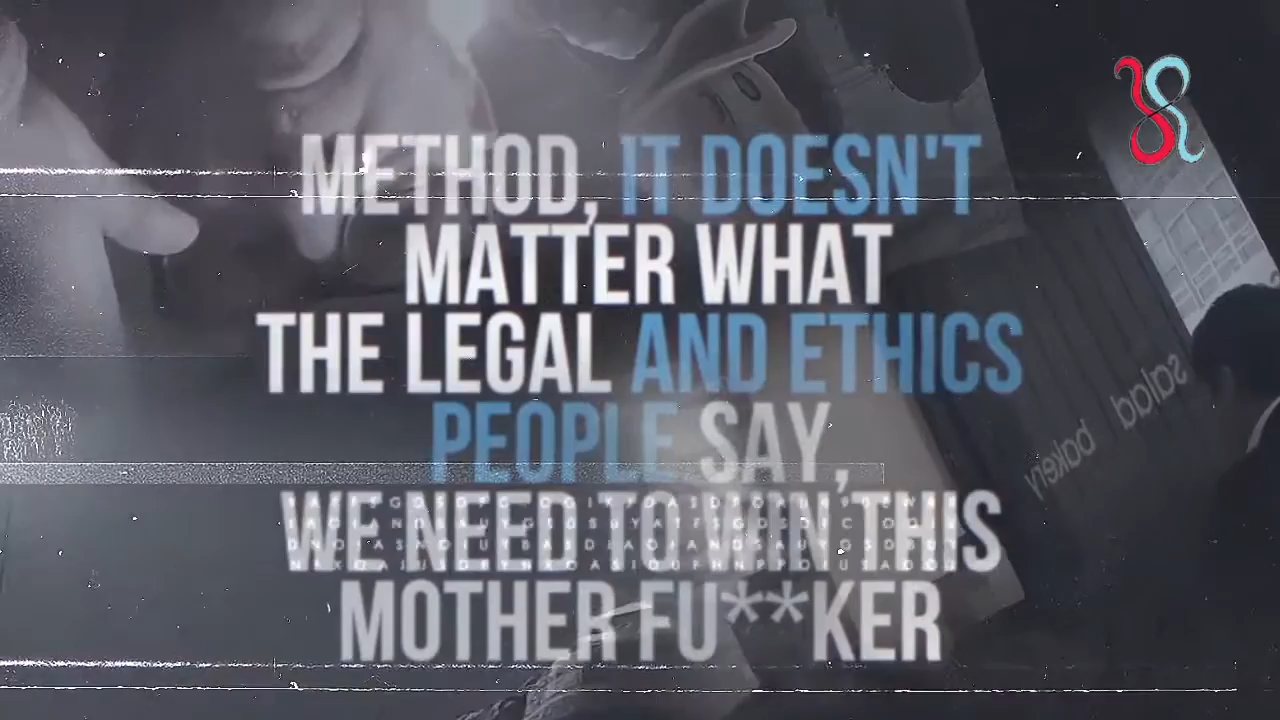 METHOD, IT DOESN'T
MATTER WHAT
THE LEGAL AND ETHICS
PEOPLE SAY,
WE NEED TO WIN THIS
MOTHER FU**KER
salad
bakery